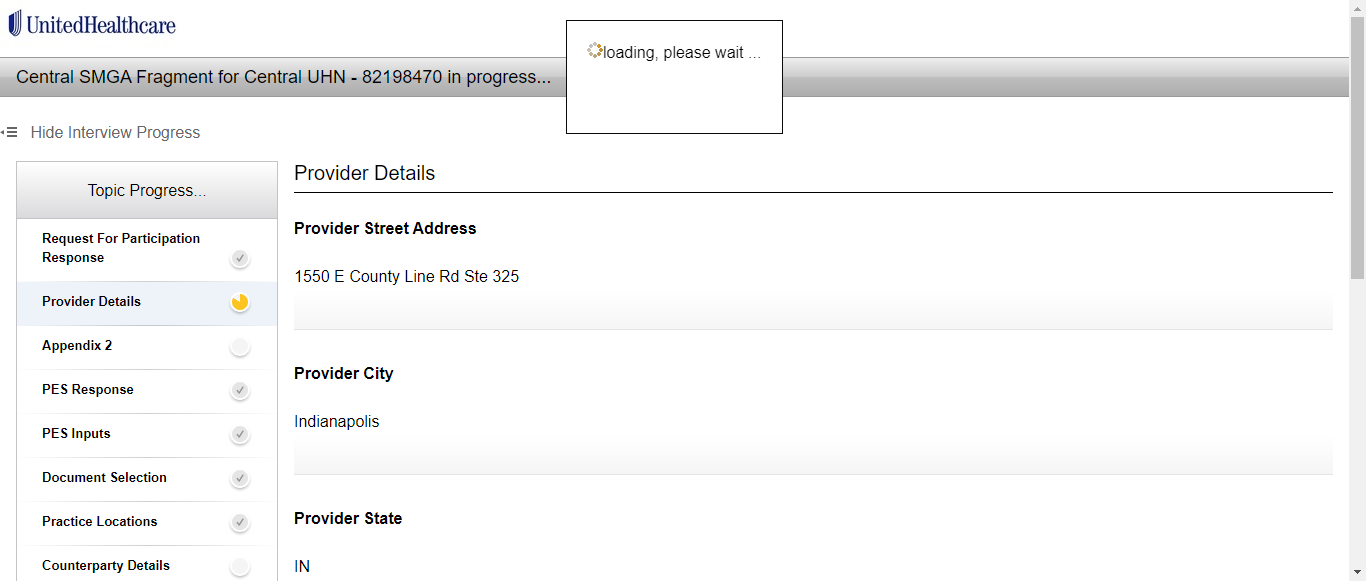 UnitedHealthcare
loading, please wait ...
Central SMGA Fragment for Central UHN - 82198470 in progress...
Hide Interview Progress
Topic Progress...
Request For Participation
Response
Provider Details
Appendix 2
PES Response
PES Inputs
Document Selection
Practice Locations
Counterparty Details
Provider Details
Provider Street Address
1550 E County Line Rd Ste 325
Provider City
Indianapolis
Provider State
IN